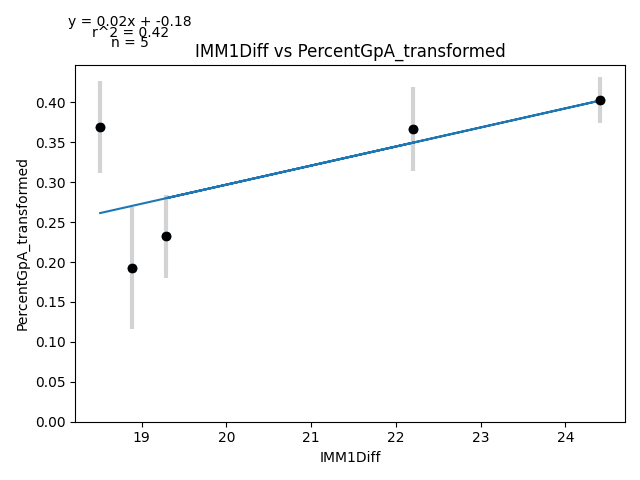 y = 0.02x + -0.18
r^2 = 0.42
n = 5
IMM1Diff vs PercentGpA_transformed
PercentGpA_transformed
0.40
0.35
0.30
0.25
0.20
0.15
0.10
0.05
0.00
19 20 21 22 23 24
IMM1Diff